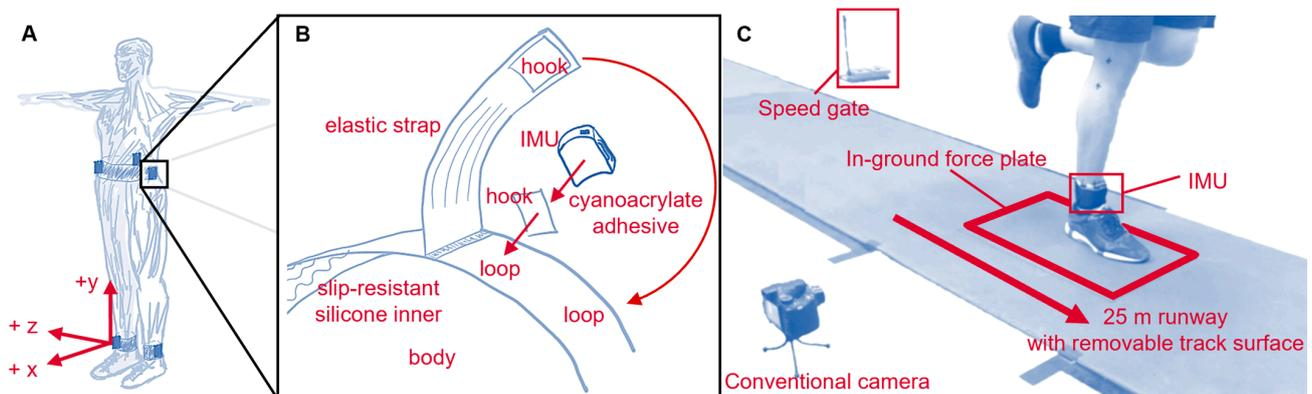 A
+y
+ z
+ x
B
hook
elastic strap
IMU
hook
cyanoacrylate
adhesive
loop
slip-resistant
silicone inner
loop
body
C
Speed gate
In-ground force plate
IMU
25 m runway
with removable track surface
Conventional camera